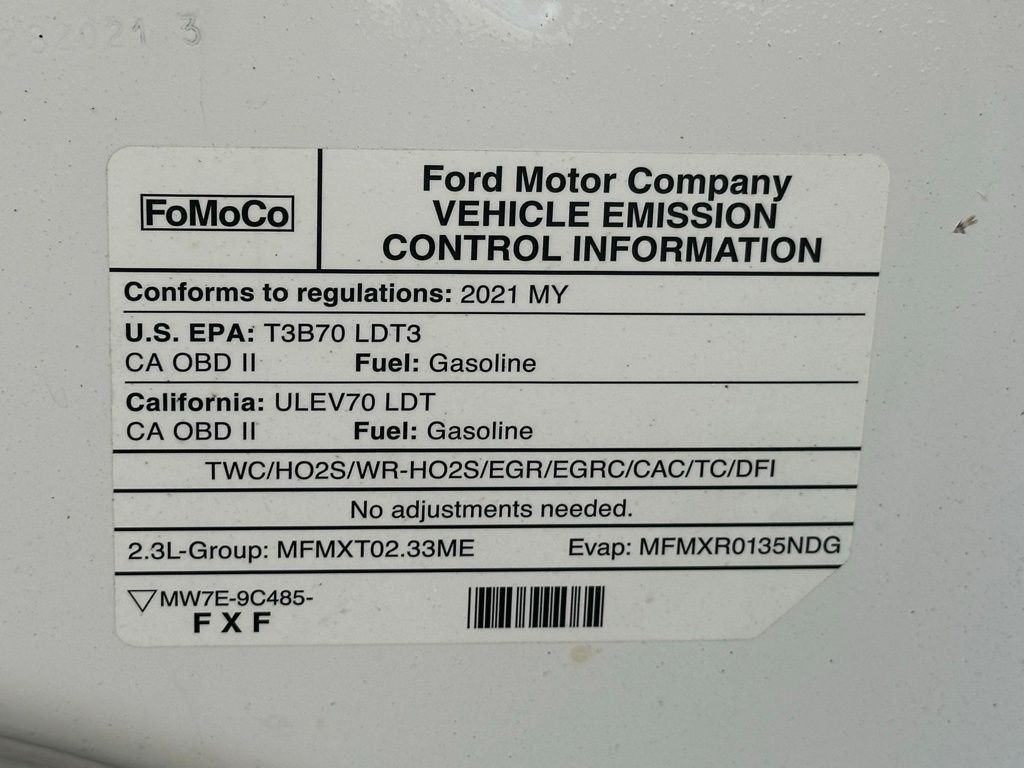 2021 3
FoMoCo
Ford Motor Company
VEHICLE EMISSION
CONTROL INFORMATION
Conforms to regulations: 2021 MY
U.S. EPA: T3B70 LDT3
CA OBD II Fuel: Gasoline
California: ULEV70 LDT
CA OBD II Fuel: Gasoline
TWC/HO2S/WR-HO2S/EGR/EGRC/CAC/TC/DFI
No adjustments needed.
2.3L-Group: MFMXT02.33ME Evap: MFMXR0135NDG
MW7E-9C485-
F X F